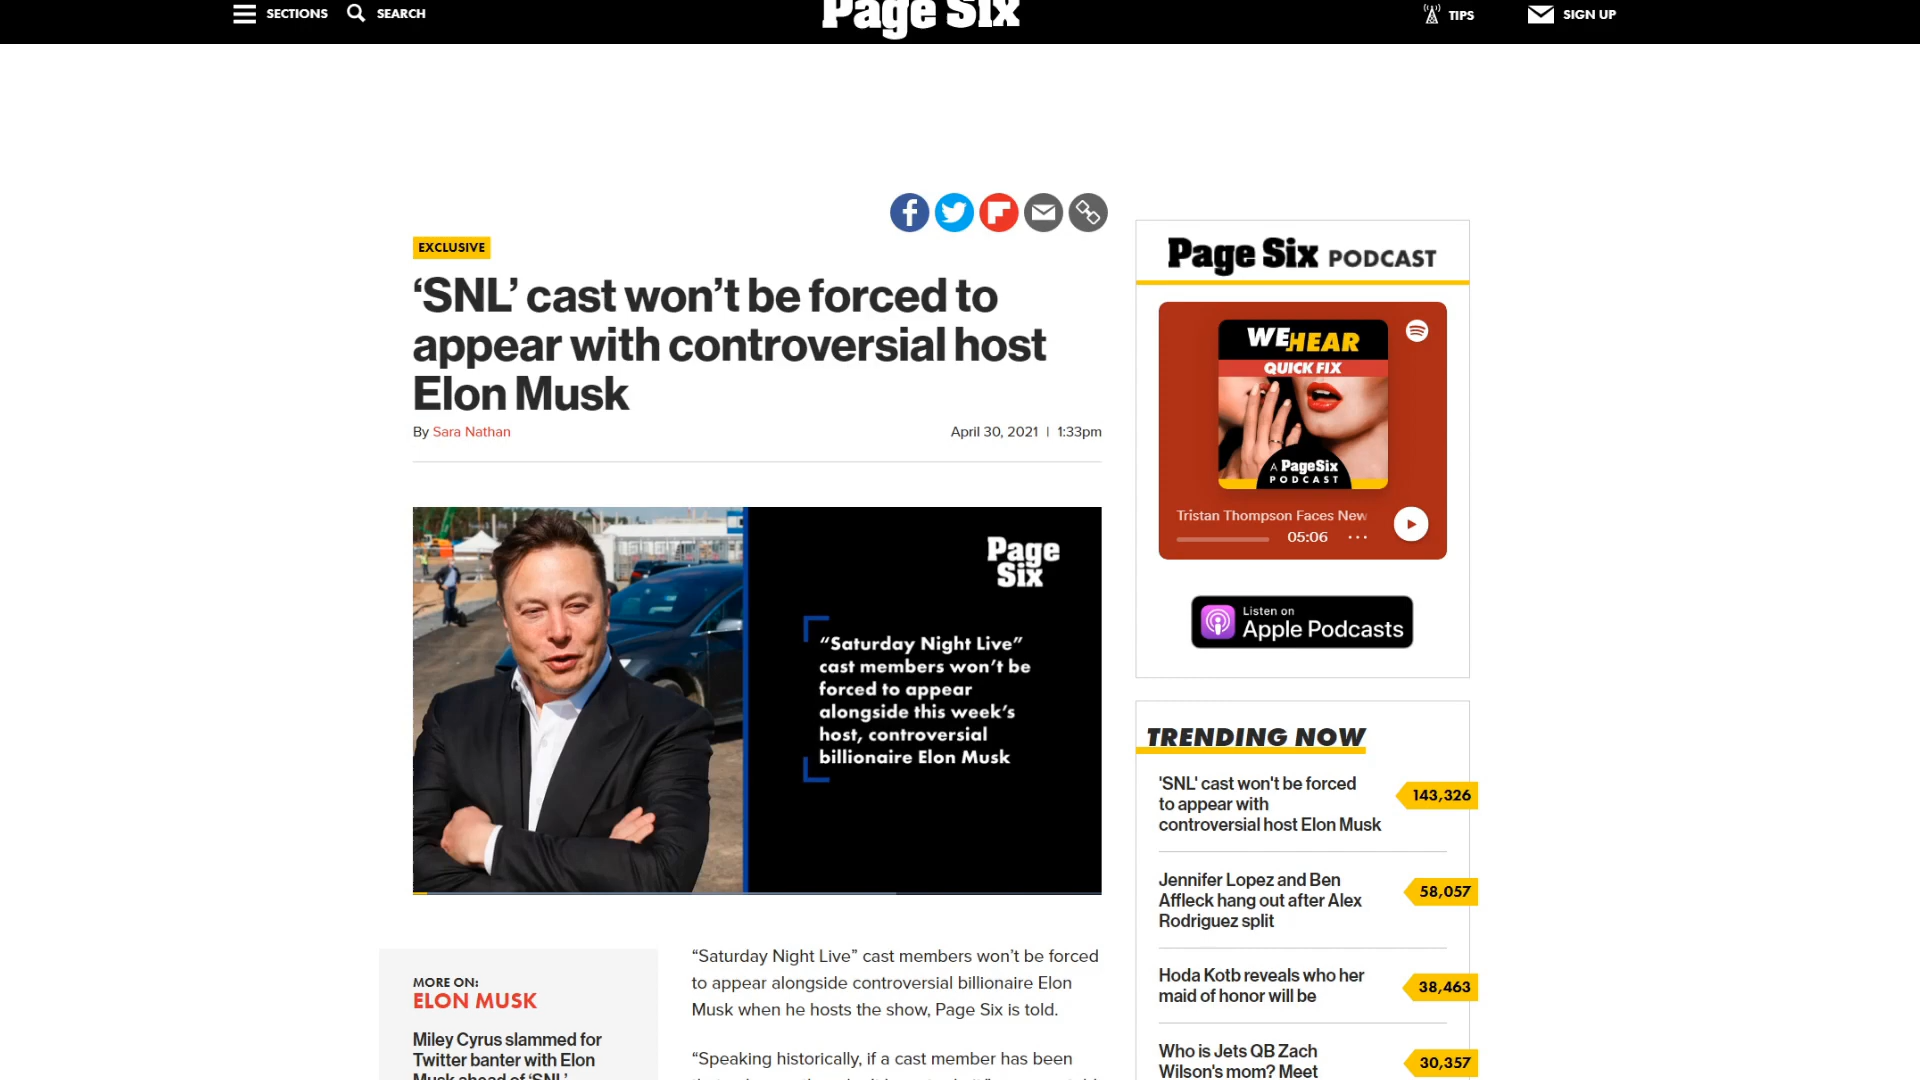 SECTIONS
SEARCH
Page Six
TIPS
SIGN UP
EXCLUSIVE
‘SNL’ cast won’t be forced to
appear with controversial host
Elon Musk
By Sara Nathan
April 30, 2021 | 1:33pm
Page
Six
“Saturday Night Live”
cast members won’t be
forced to appear
alongside this week’s
host, controversial
billionaire Elon Musk
MORE ON:
ELON MUSK
Miley Cyrus slammed for
Twitter banter with Elon
Musk ahead of ‘SNL’
“Saturday Night Live” cast members won’t be forced
to appear alongside controversial billionaire Elon
Musk when he hosts the show, Page Six is told.
“Speaking historically, if a cast member has been
Page Six PODCAST
WE HEAR
QUICK FIX
A PageSix
PODCAST
Tristan Thompson Faces New
05:06
Listen on
Apple Podcasts
TRENDING NOW
'SNL' cast won't be forced
to appear with
controversial host Elon Musk
143,326
Jennifer Lopez and Ben
Affleck hang out after Alex
Rodriguez split
58,057
Hoda Kotb reveals who her
maid of honor will be
38,463
Who is Jets QB Zach
Wilson's mom? Meet
30,357